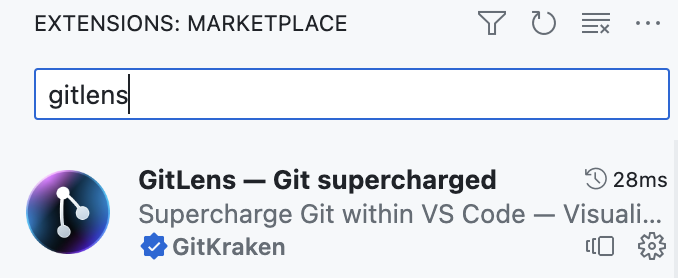 EXTENSIONS: MARKETPLACE
gitlens
GitLens — Git supercharged 28ms
Supercharge Git within VS Code — Visuali...
GitKraken